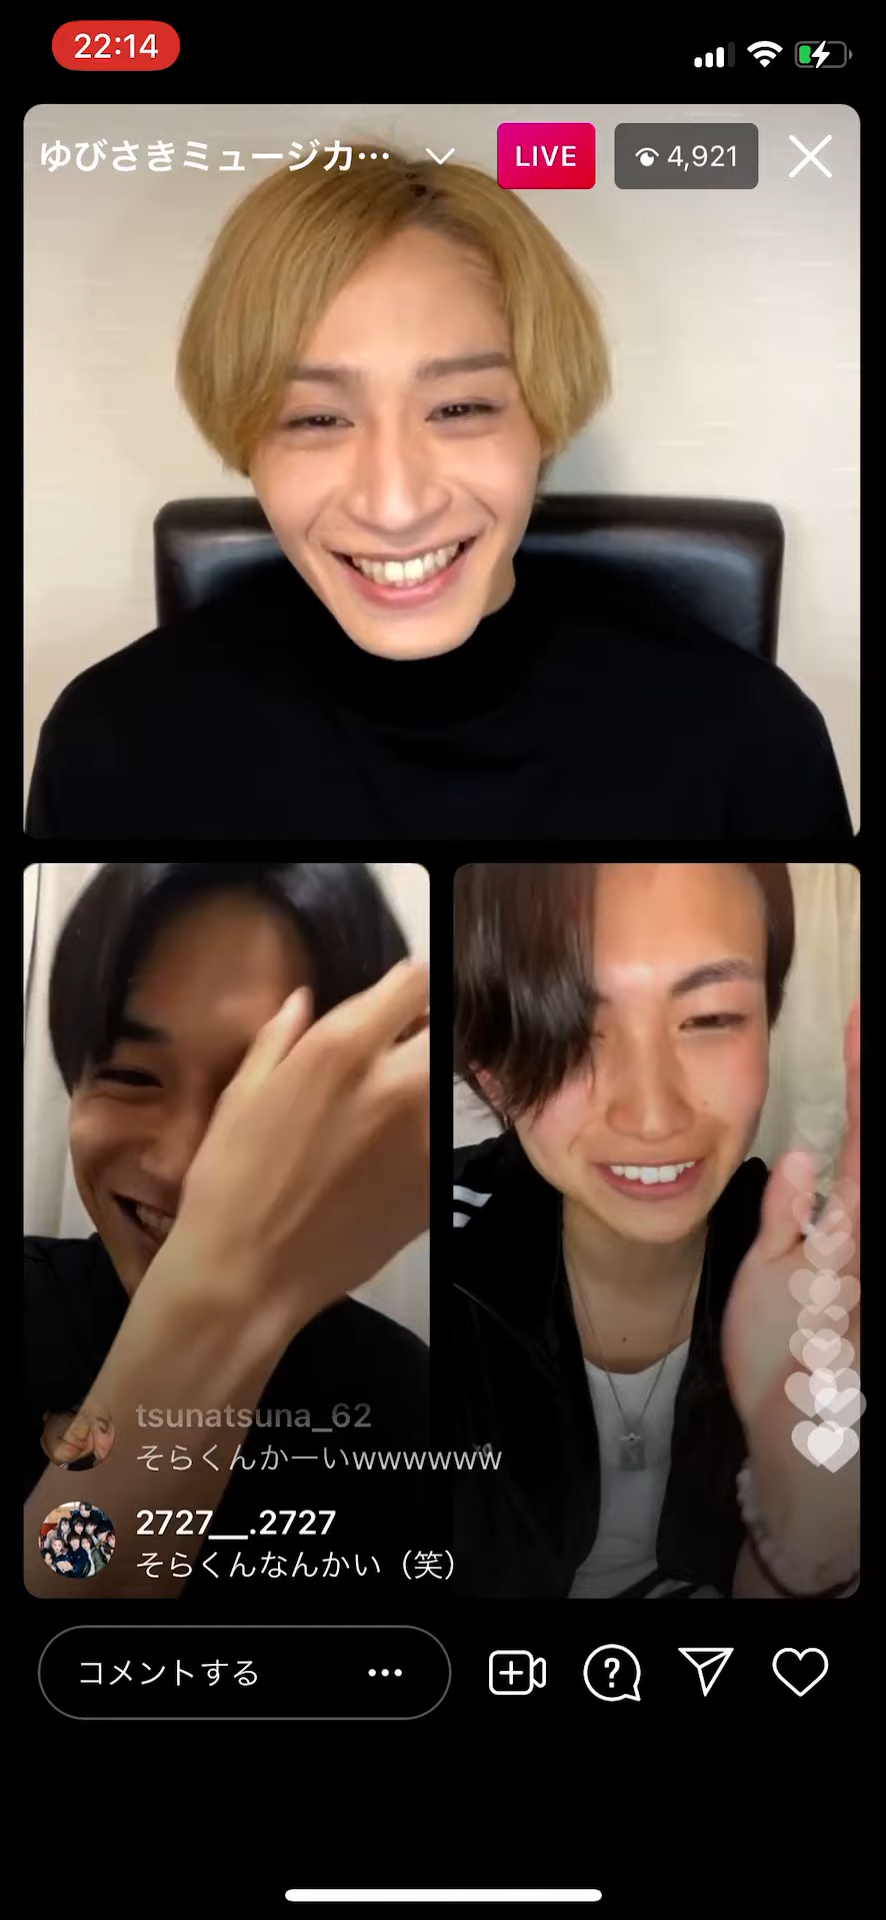 22:14
ゆびさきミュージカ…
LIVE
4,921
tsunatsuna_62
そらくんかーいwwwwww
2727__.2727
そらくんなんかい（笑）
コメントする